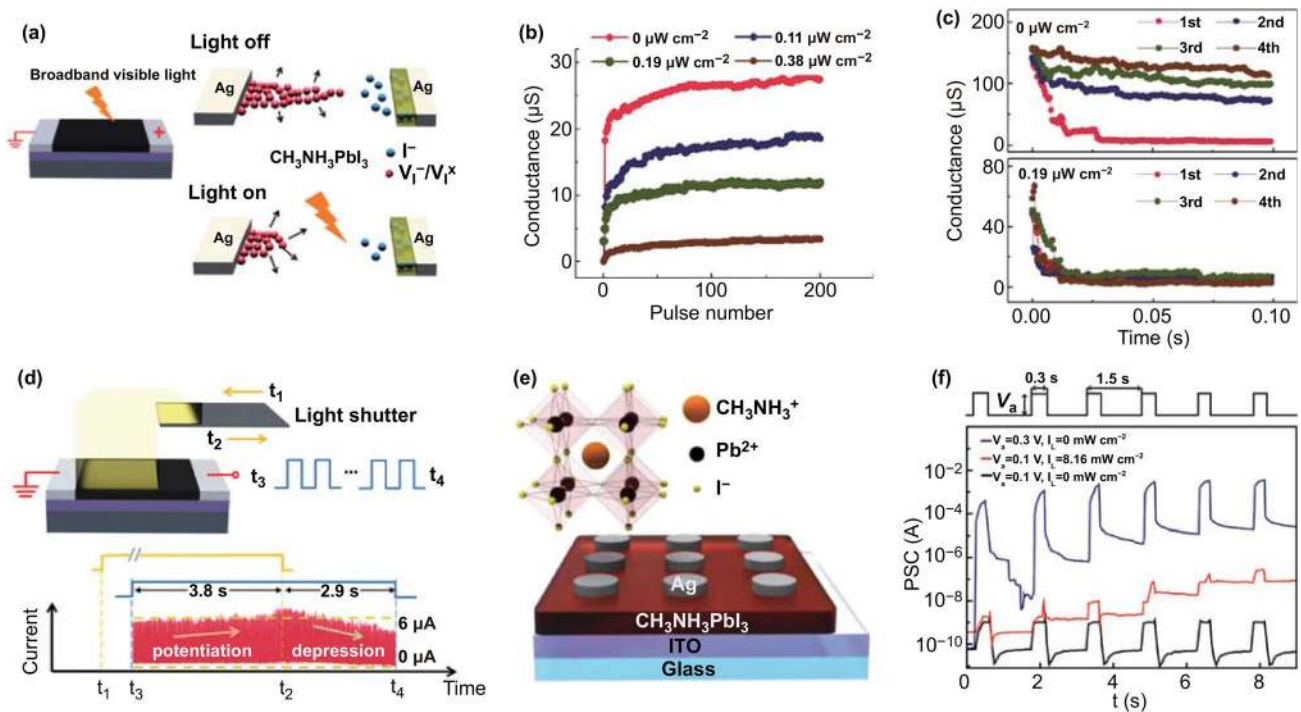 (a)
Light off
Broadband visible light
Ag
Ag
+
CH₃NH₃PbI₃
I⁻
V_I⁻/V_Iˣ
Light on
Ag
Ag
(b)
0 μW cm⁻²
0.11 μW cm⁻²
0.19 μW cm⁻²
0.38 μW cm⁻²
Conductance (μS)
30
20
10
0
0
100
200
Pulse number
(c)
200
150
100
50
0
0 μW cm⁻²
1st
2nd
3rd
4th
Conductance (μS)
80
40
0
0.19 μW cm⁻²
1st
2nd
3rd
4th
0.00
0.05
0.10
Time (s)
(d)
t₁
Light shutter
t₂
t₃
...
t₄
3.8 s
2.9 s
Current
6 μA
potentiation
depression
0 μA
t₁
t₃
t₂
t₄
Time
(e)
CH₃NH₃⁺
Pb²⁺
I⁻
Ag
CH₃NH₃PbI₃
ITO
Glass
(f)
0.3 s
1.5 s
Vₐ
Vₐ=0.3 V, I_L=0 mW cm⁻²
Vₐ=0.1 V, I_L=8.16 mW cm⁻²
Vₐ=0.1 V, I_L=0 mW cm⁻²
PSC (A)
10⁻²
10⁻⁴
10⁻⁶
10⁻⁸
10⁻¹⁰
0
2
4
6
8
t (s)